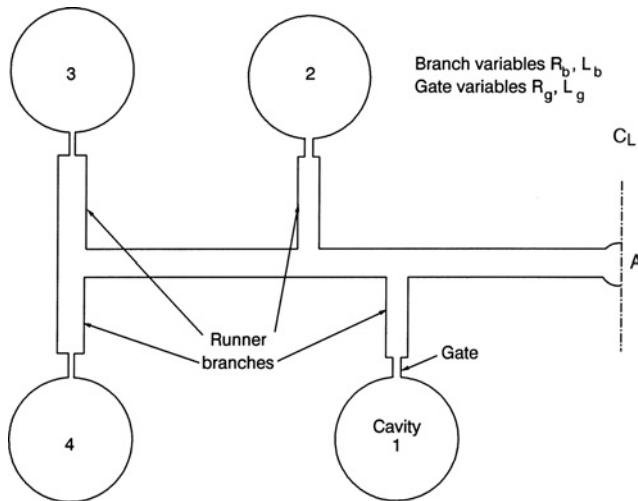 3
2
Branch variables R_b, L_b
Gate variables R_g, L_g
C_L
A
Runner
branches
Gate
4
Cavity
1